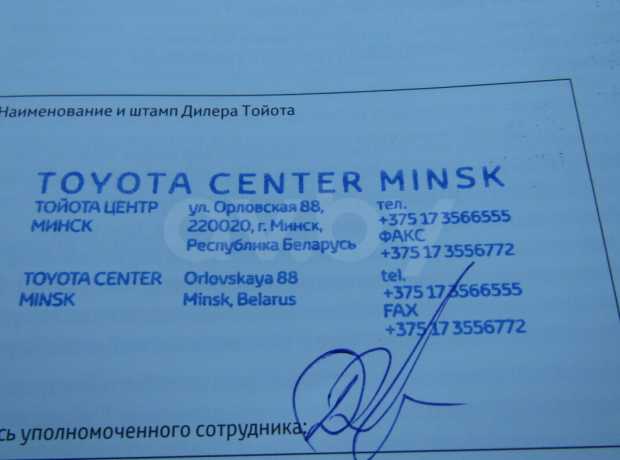 Наименование и штамп Дилера Тойота
TOYOTA CENTER MINSK
ТОЙОТА ЦЕНТР МИНСК
ул. Орловская 88,
220020, г. Минск,
Республика Беларусь
тел.
+375 17 3566555
ФАКС
+375 17 3556772
TOYOTA CENTER MINSK
Orlovskaya 88
Minsk, Belarus
tel.
+375 17 3566555
FAX
+375 17 3556772
сь уполномоченного сотрудника: